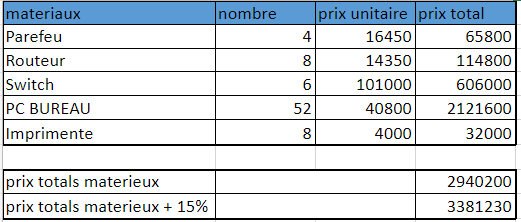 materiaux nombre prix unitaire prix total
Parefeu 4 16450 65800
Routeur 8 14350 114800
Switch 6 101000 606000
PC BUREAU 52 40800 2121600
Imprimente 8 4000 32000
prix totals materieux 2940200
prix totals materieux + 15% 3381230